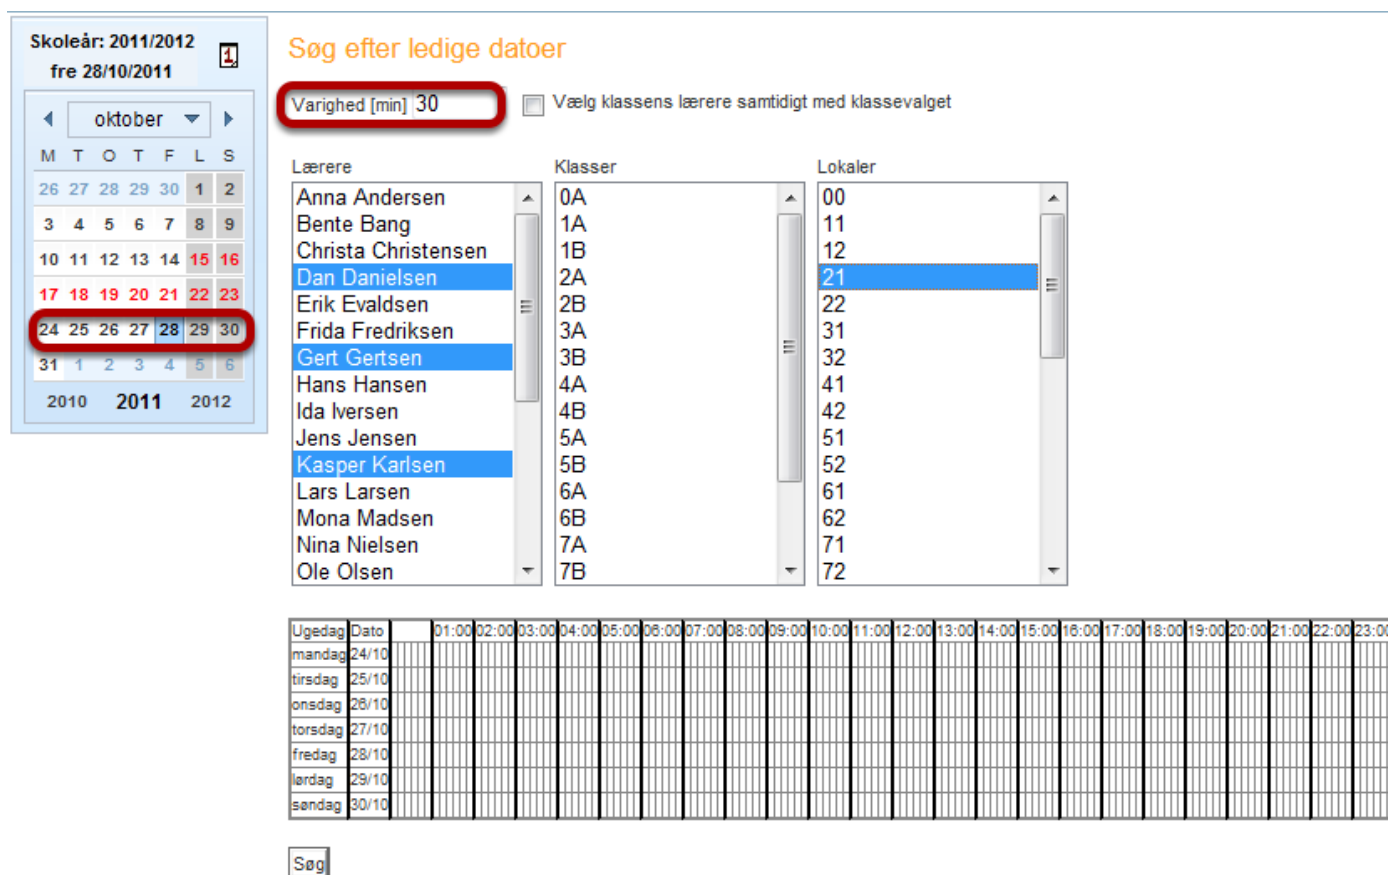 Skoleår: 2011/2012
fre 28/10/2011
1
oktober
M T O T F L S
26 27 28 29 30 1 2
3 4 5 6 7 8 9
10 11 12 13 14 15 16
17 18 19 20 21 22 23
24 25 26 27 28 29 30
31 1 2 3 4 5 6
2010 2011 2012
Søg efter ledige datoer
Varighed [min] 30
Vælg klassens lærere samtidigt med klassevalget
Lærere
Anna Andersen
Bente Bang
Christa Christensen
Dan Danielsen
Erik Evaldsen
Frida Fredriksen
Gert Gertsen
Hans Hansen
Ida Iversen
Jens Jensen
Kasper Karlsen
Lars Larsen
Mona Madsen
Nina Nielsen
Ole Olsen
Klasser
0A
1A
1B
2A
2B
3A
3B
4A
4B
5A
5B
6A
6B
7A
7B
Lokaler
00
11
12
21
22
31
32
41
42
51
52
61
62
71
72
Ugedag Dato 01:00 02:00 03:00 04:00 05:00 06:00 07:00 08:00 09:00 10:00 11:00 12:00 13:00 14:00 15:00 16:00 17:00 18:00 19:00 20:00 21:00 22:00 23:00
mandag 24/10
tirsdag 25/10
onsdag 26/10
torsdag 27/10
fredag 28/10
lørdag 29/10
søndag 30/10
Søg